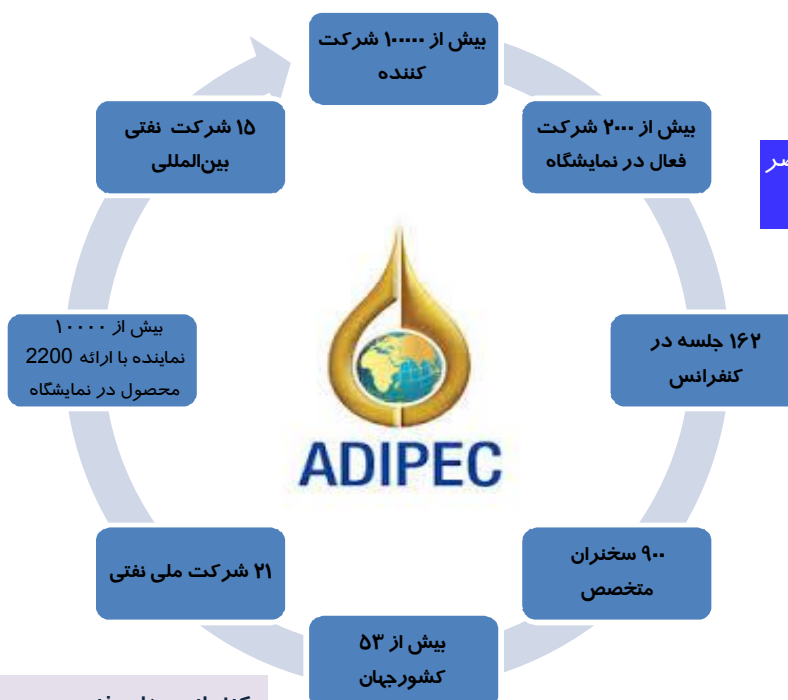 بیش از ۱۰۰۰۰۰ شرکت
کننده
بیش از ۲۰۰۰ شرکت
فعال در نمایشگاه
۱۶۲ جلسه در
کنفرانس
۹۰۰ سخنران
متخصص
بیش از ۵۳
کشورجهان
۲۱ شرکت ملی نفتی
بیش از ۱۰۰۰۰
نماینده با ارائه 2200
محصول در نمایشگاه
۱۵ شرکت نفتی
بین‌المللی
ADIPEC